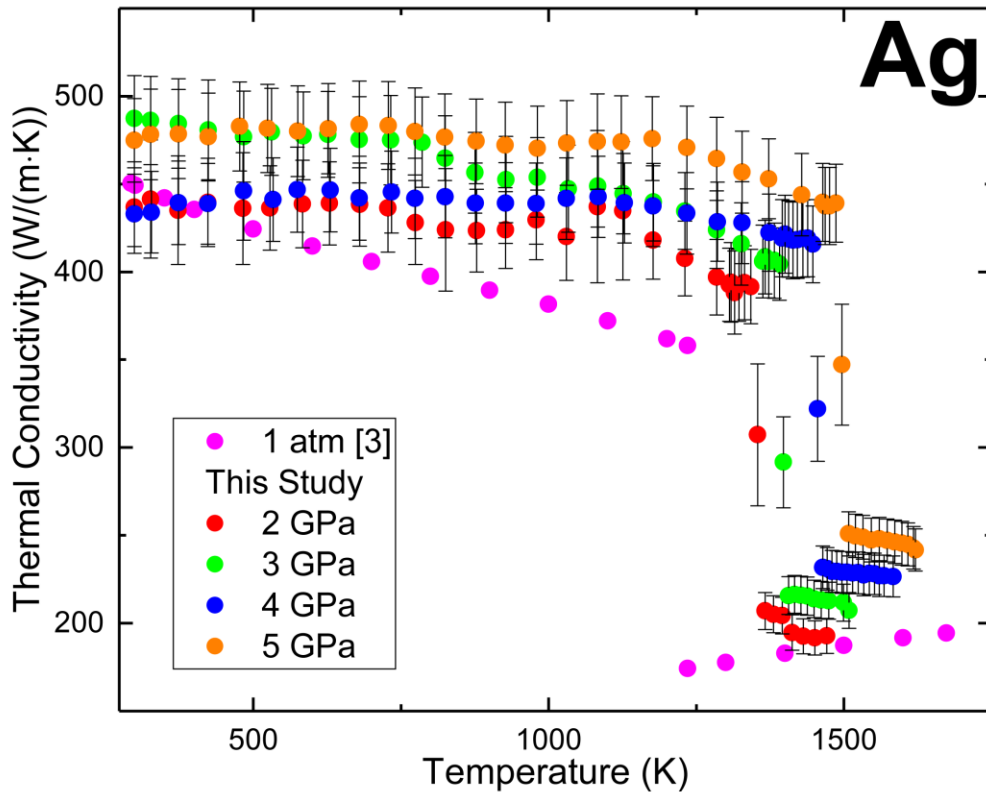 Ag
Thermal Conductivity (W/(m·K))
500
400
300
200
1 atm [3]
This Study
2 GPa
3 GPa
4 GPa
5 GPa
500
1000
1500
Temperature (K)